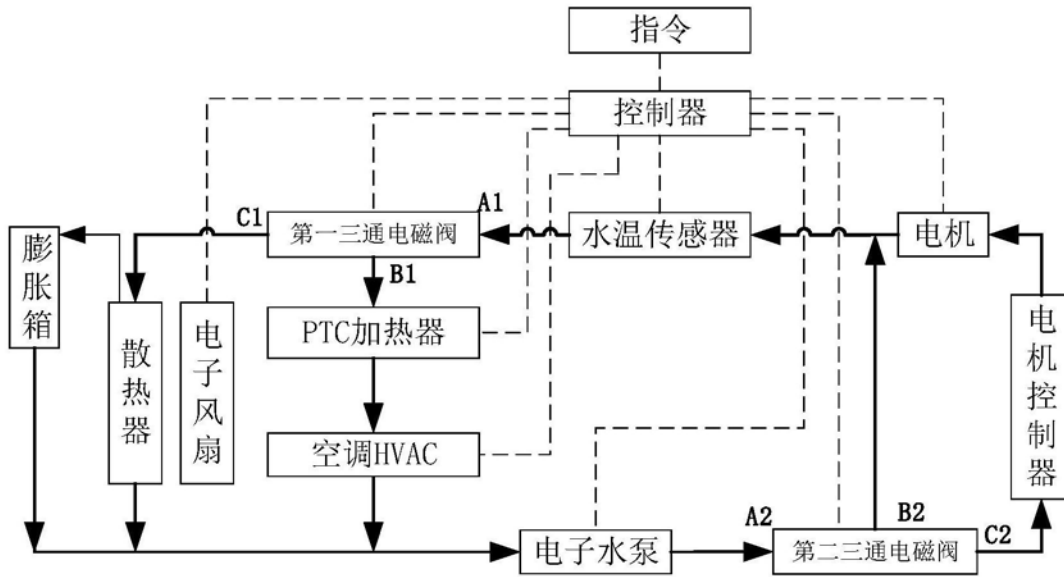 指令
控制器
C1
A1
第一三通电磁阀
水温传感器
电机
B1
膨胀箱
散热器
电子风扇
PTC加热器
电机控制器
空调HVAC
A2
B2
C2
电子水泵
第二三通电磁阀